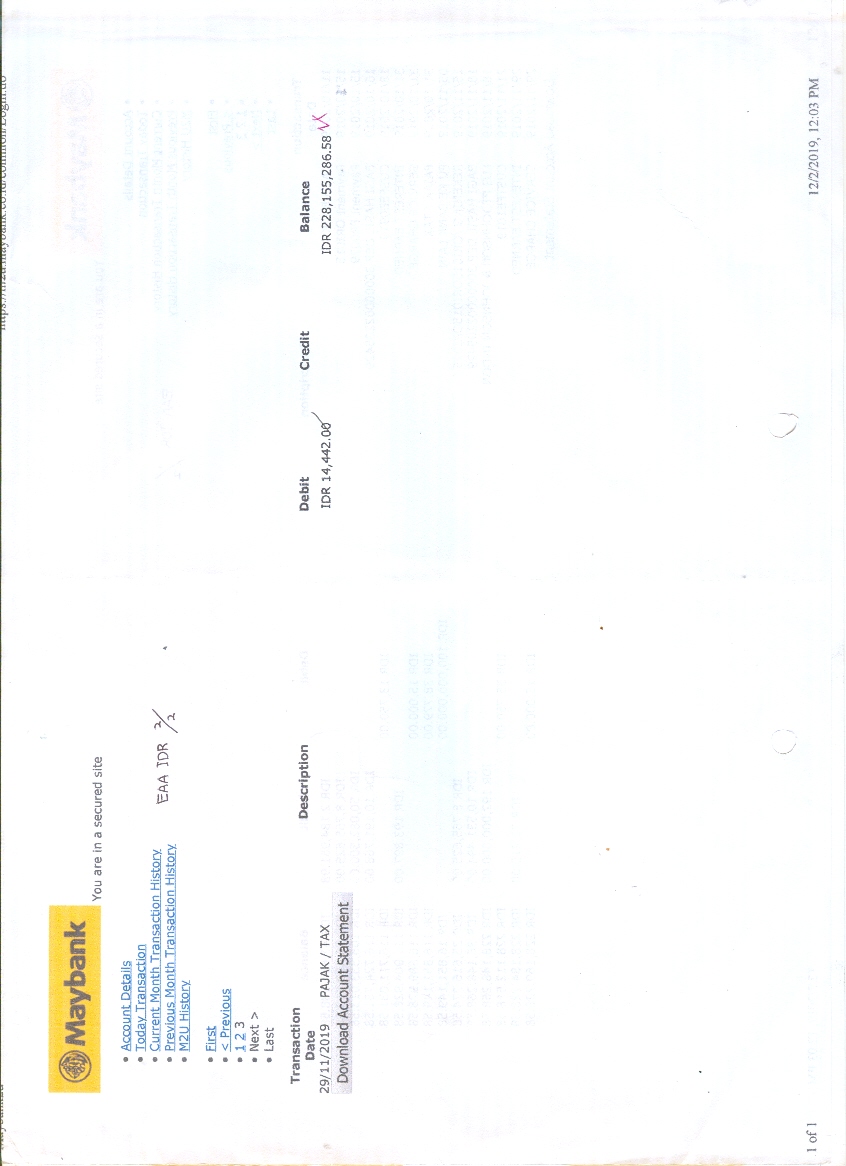 https://m2u.maybank.co.id/common/Login.do
Maybank
You are in a secured site
• Account Details
• Today Transaction
• Current Month Transaction History
• Previous Month Transaction History
• M2U History
EAA IDR 2/2
• First
• < Previous
• 1 2 3
• Next >
• Last
Transaction Date Description Debit Credit Balance
29/11/2019 PAJAK / TAX IDR 14,442.00 IDR 228,155,286.58
Download Account Statement
1 of 1 12/2/2019, 12:03 PM